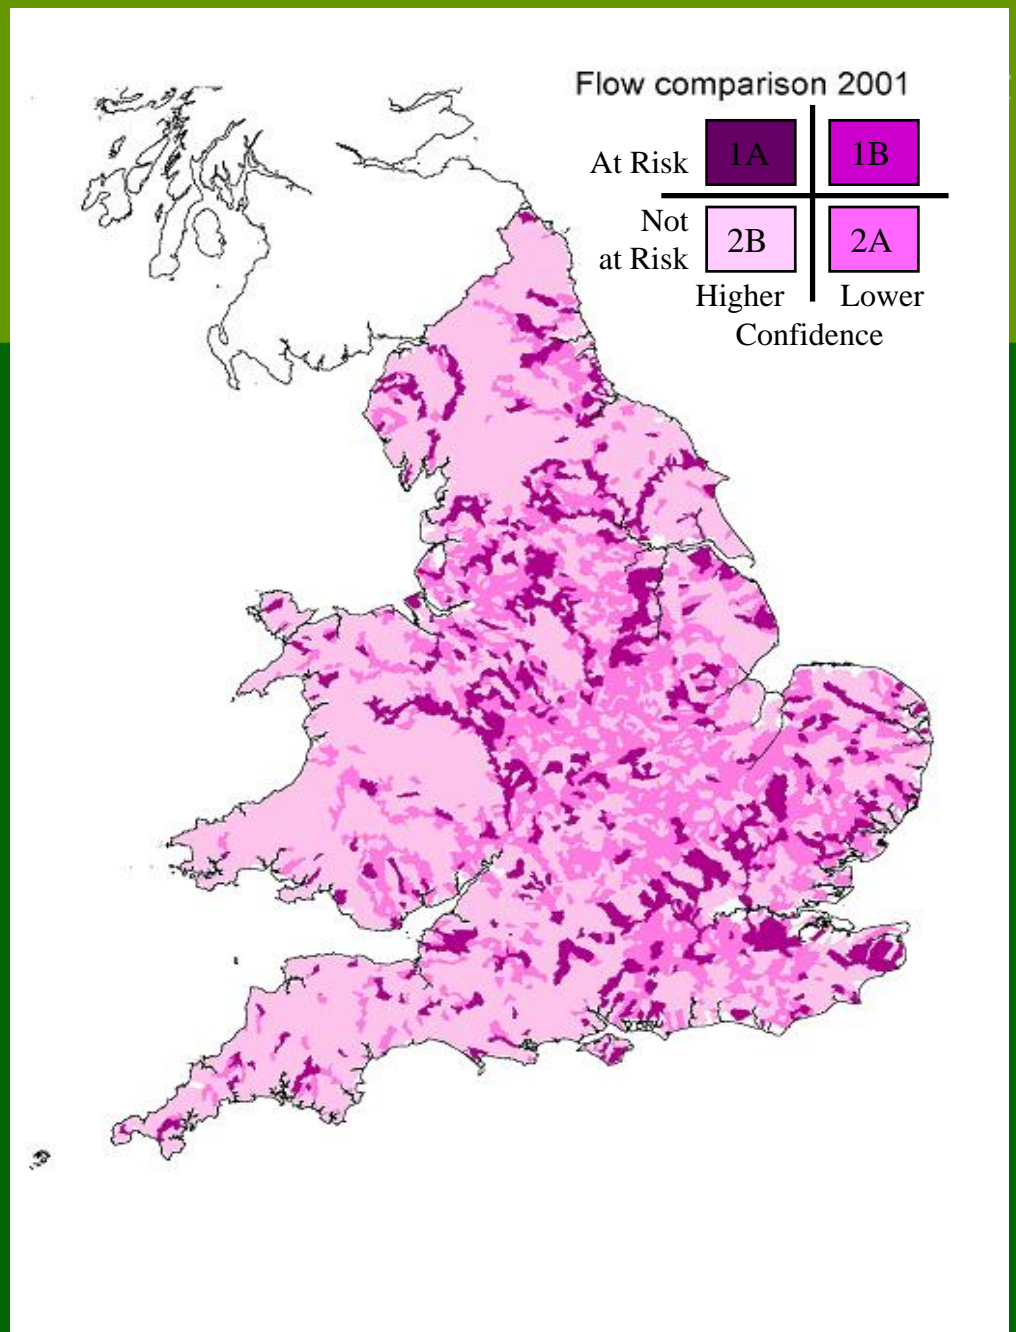 Flow comparison 2001
At Risk 1A 1B
Not
at Risk 2B 2A
Higher Lower
Confidence